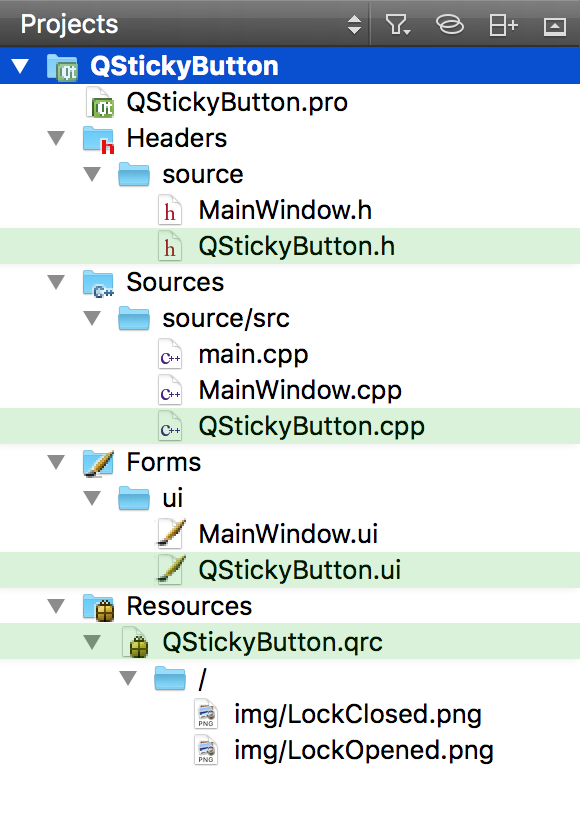 Projects
QStickyButton
QStickyButton.pro
Headers
source
MainWindow.h
QStickyButton.h
Sources
source/src
main.cpp
MainWindow.cpp
QStickyButton.cpp
Forms
ui
MainWindow.ui
QStickyButton.ui
Resources
QStickyButton.qrc
/
img/LockClosed.png
img/LockOpened.png